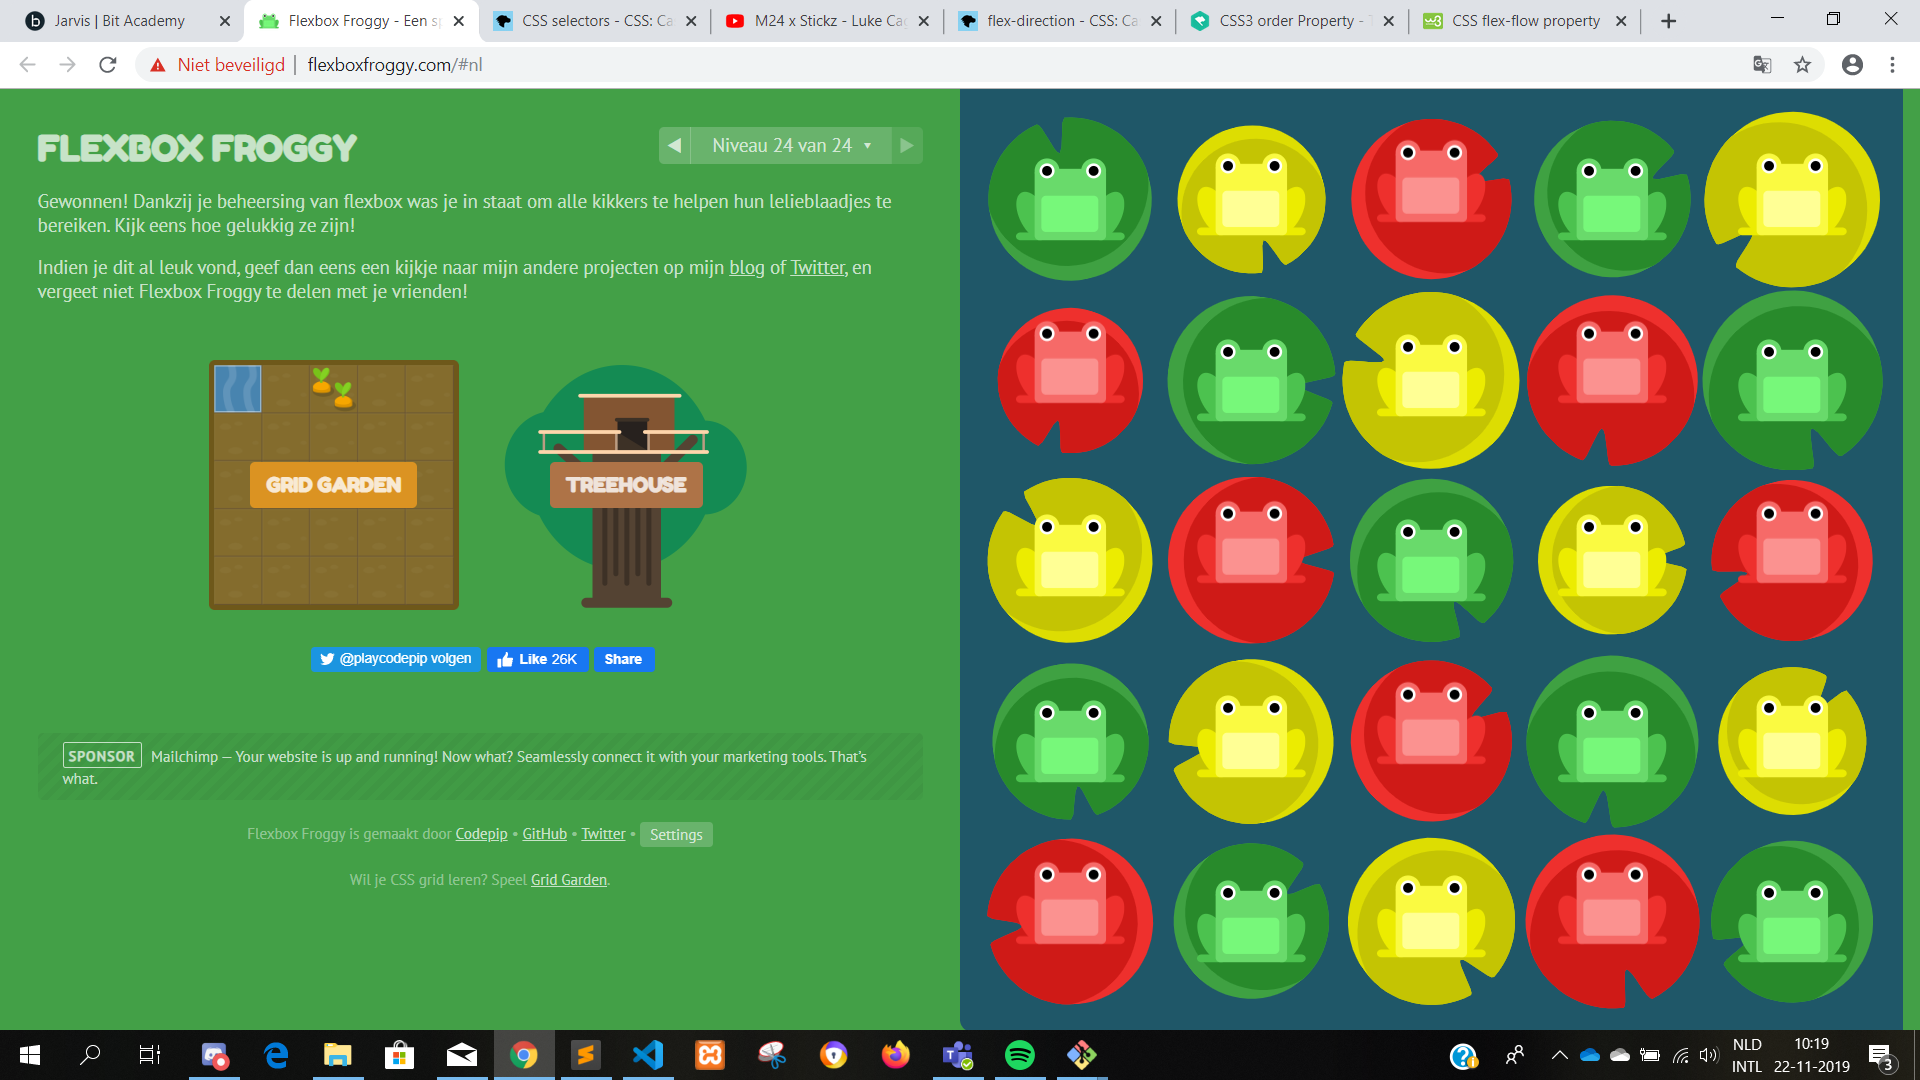 Jarvis | Bit Academy
Flexbox Froggy - Een sp
CSS selectors - CSS: Ca
M24 x Stickz - Luke Cag
flex-direction - CSS: Ca
CSS3 order Property - T
CSS flex-flow property
Niet beveiligd | flexboxfroggy.com/#nl
FLEXBOX FROGGY
Niveau 24 van 24
Gewonnen! Dankzij je beheersing van flexbox was je in staat om alle kikkers te helpen hun lelieblaadjes te
bereiken. Kijk eens hoe gelukkig ze zijn!
Indien je dit al leuk vond, geef dan eens een kijkje naar mijn andere projecten op mijn blog of Twitter, en
vergeet niet Flexbox Froggy te delen met je vrienden!
GRID GARDEN
TREEHOUSE
@playcodepip volgen
Like 26K
Share
SPONSOR Mailchimp — Your website is up and running! Now what? Seamlessly connect it with your marketing tools. That's
what.
Flexbox Froggy is gemaakt door Codepip • GitHub • Twitter • Settings
Wil je CSS grid leren? Speel Grid Garden.
NLD
INTL
10:19
22-11-2019
3